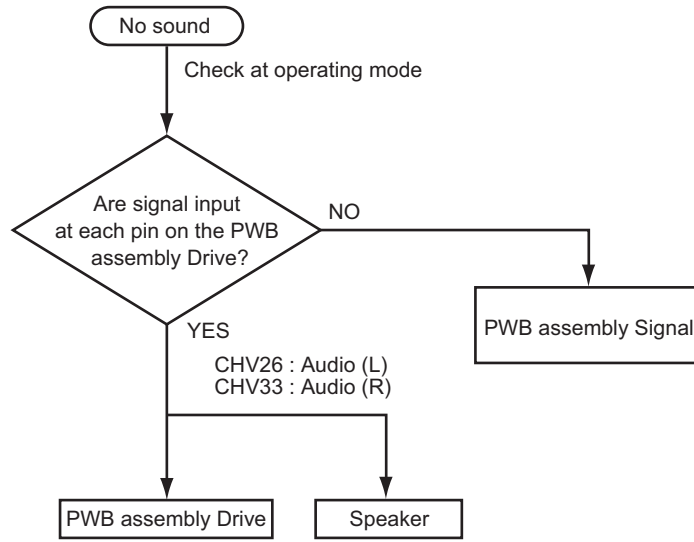 No sound
Check at operating mode
Are signal input
at each pin on the PWB
assembly Drive?
NO
PWB assembly Signal
YES
CHV26 : Audio (L)
CHV33 : Audio (R)
PWB assembly Drive
Speaker